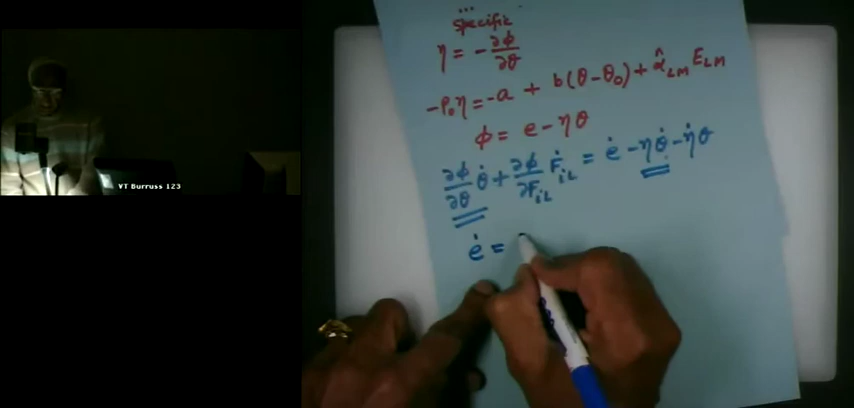 specific
η = -∂ϕ/∂θ
-ρ₀η = -a + b(θ-θ₀) + α̂_LM E_LM
ϕ = e - ηθ
∂ϕ/∂θ θ̇ + ∂ϕ/∂F_iL Ḟ_iL = ė - ηθ̇ - η̇θ
ė =
VT Burruss 123